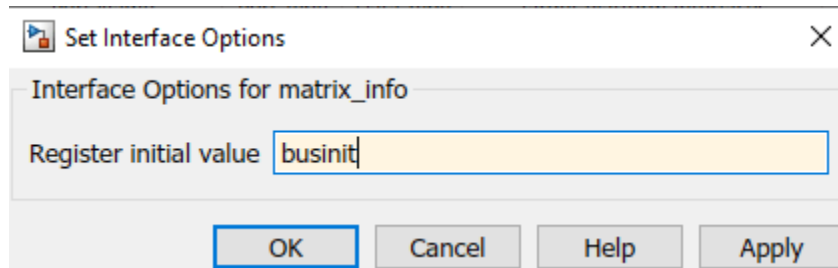 Set Interface Options
Interface Options for matrix_info
Register initial value businit
OK Cancel Help Apply